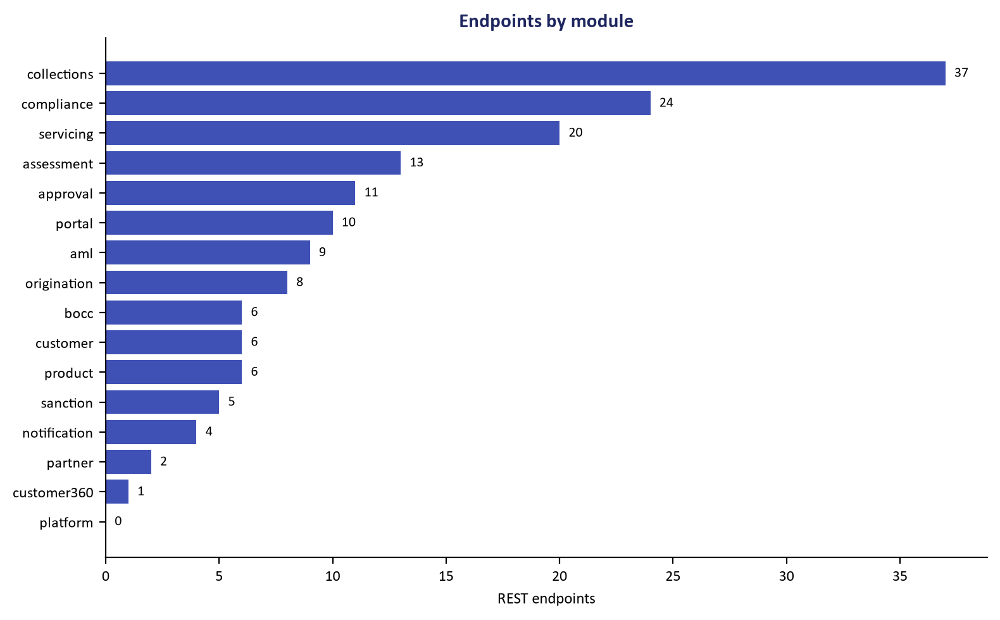 Endpoints by module
collections 37
compliance 24
servicing 20
assessment 13
approval 11
portal 10
aml 9
origination 8
bocc 6
customer 6
product 6
sanction 5
notification 4
partner 2
customer360 1
platform 0
0 5 10 15 20 25 30 35
REST endpoints